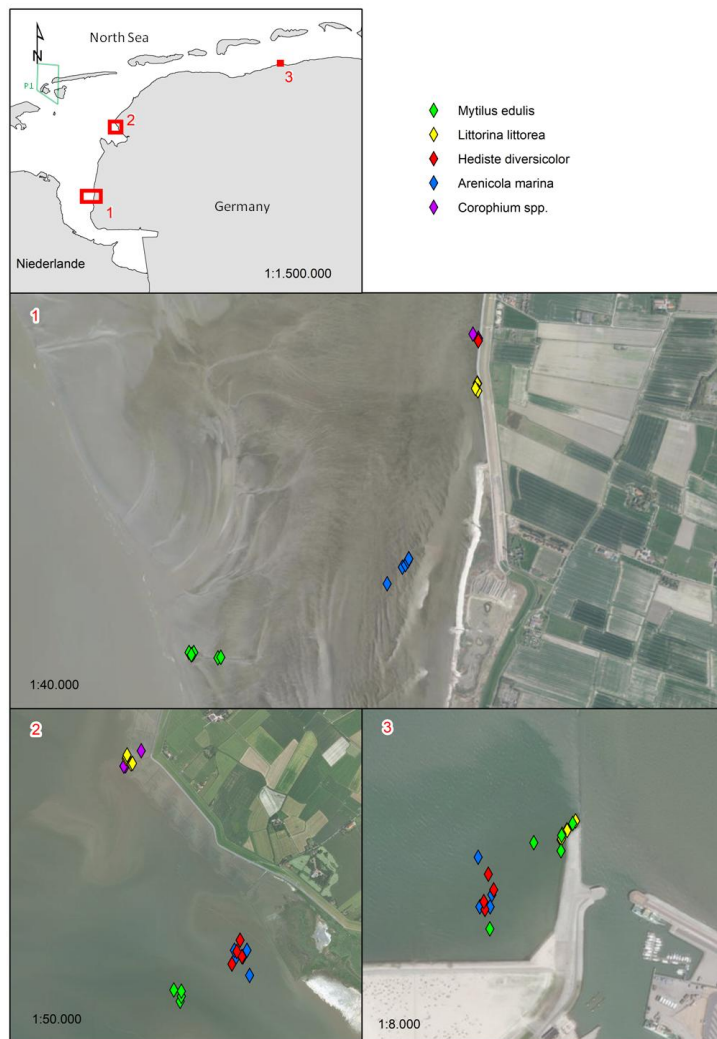 North Sea
N
P1
3
2
1
Germany
Niederlande
1:1.500.000
Mytilus edulis
Littorina littorea
Hediste diversicolor
Arenicola marina
Corophium spp.
1
1:40.000
2
1:50.000
3
1:8.000